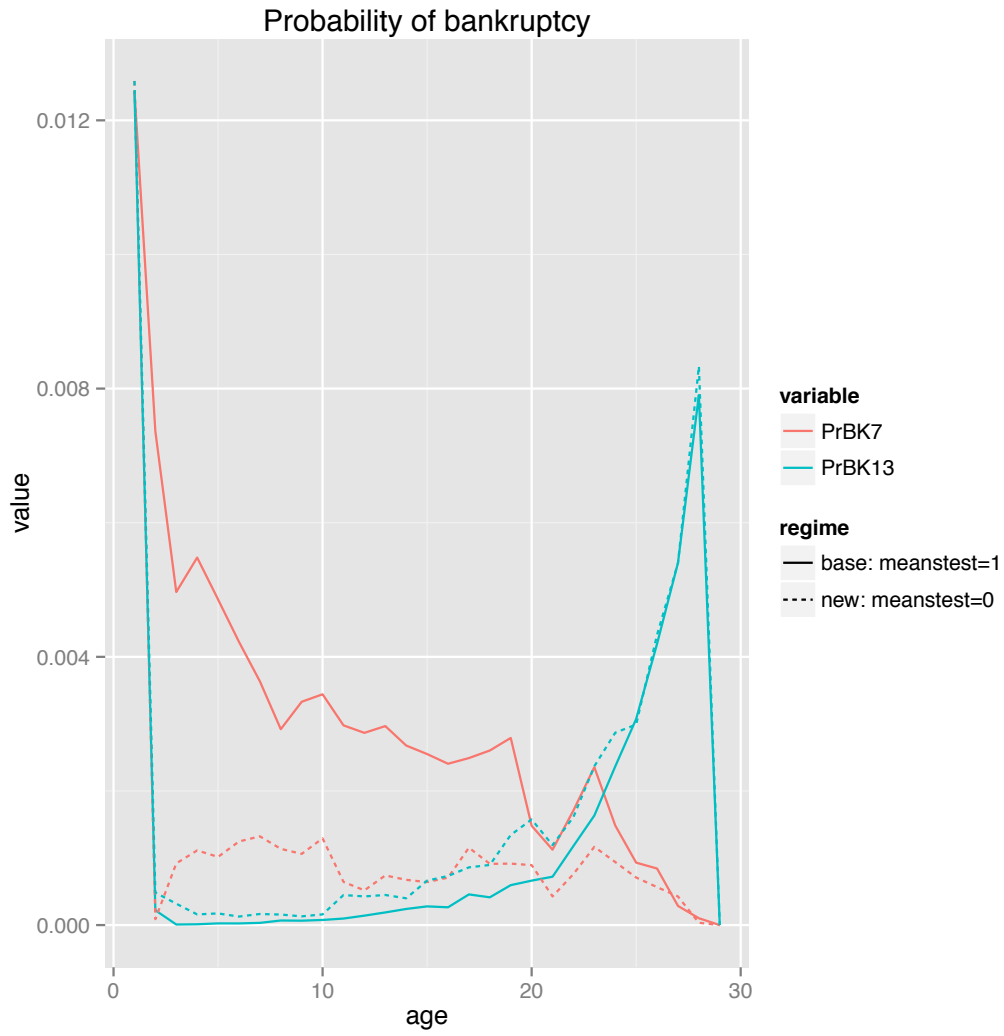 Probability of bankruptcy
0.012
0.008
0.004
0.000
value
0
10
20
30
age
variable
PrBK7
PrBK13
regime
base: meanstest=1
new: meanstest=0